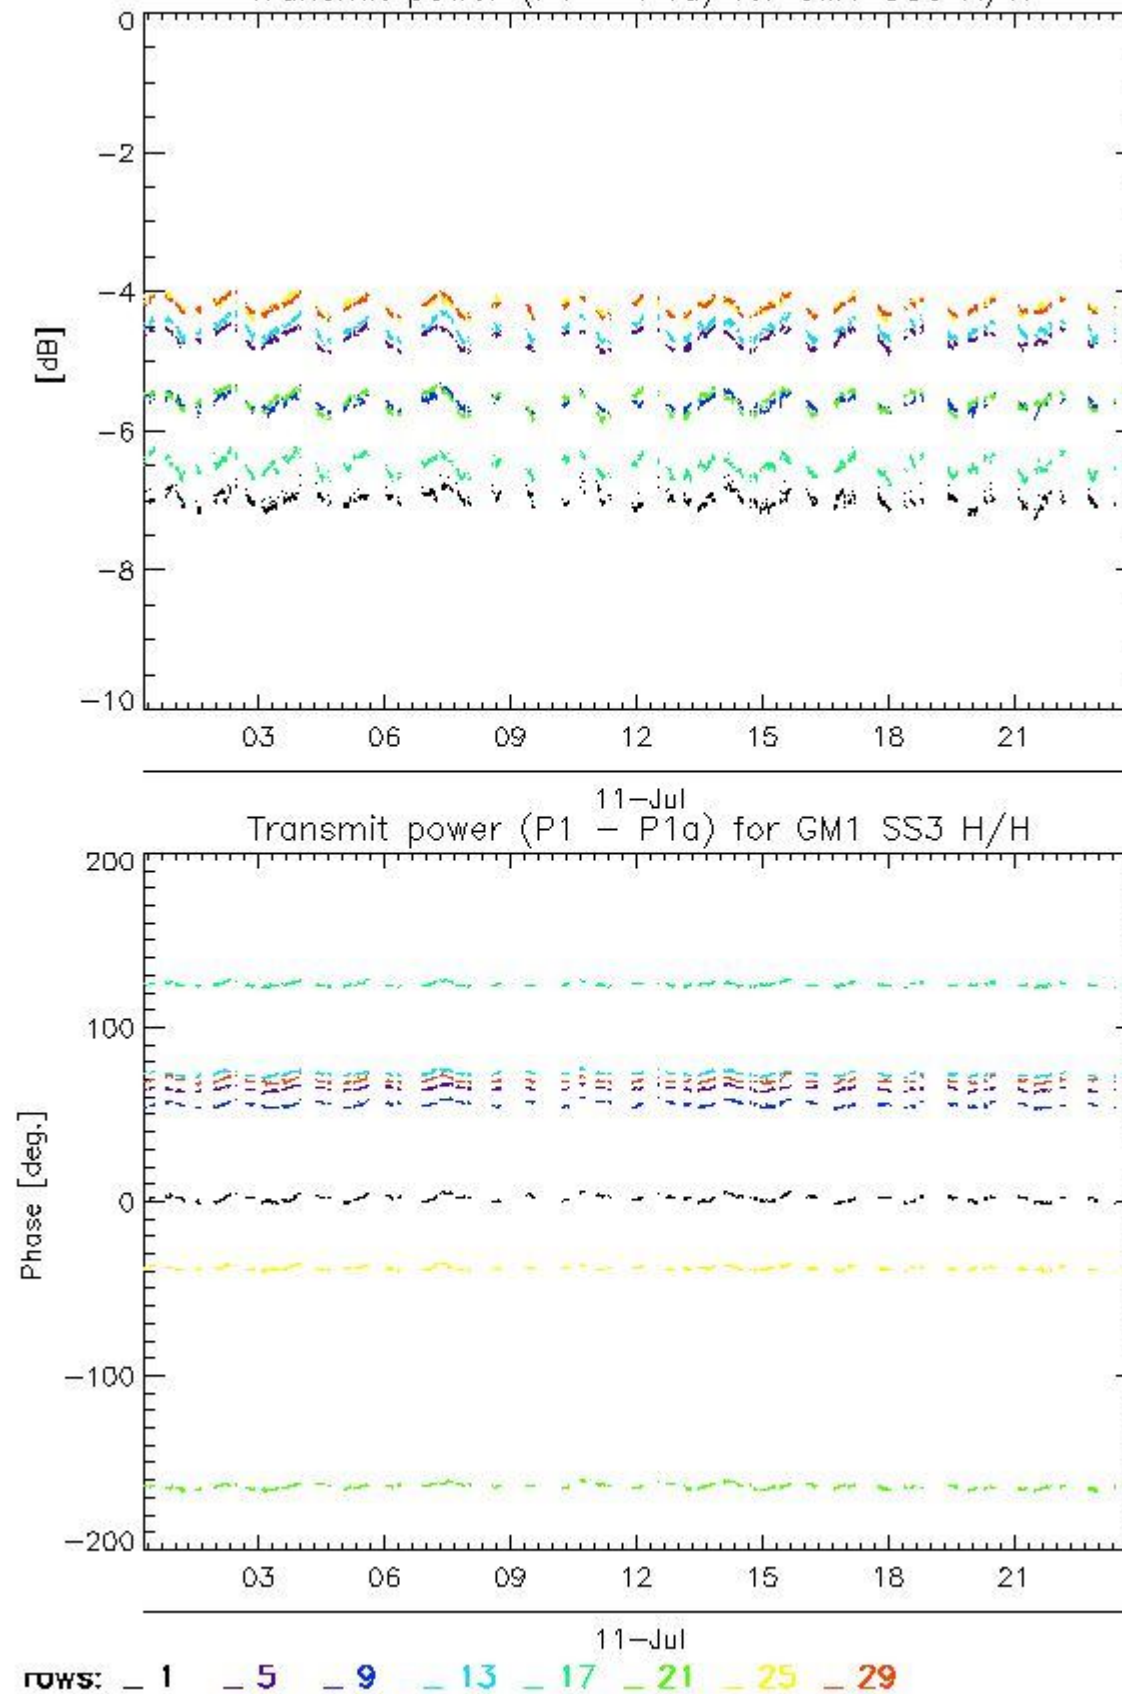 0
−2
−4
[dB]
−6
−8
−10
03 06 09 12 15 18 21
11−Jul
Transmit power (P1 − P1a) for GM1 SS3 H/H
200
100
Phase [deg.]
0
−100
−200
03 06 09 12 15 18 21
11−Jul
rows: _ 1 _ 5 _ 9 _ 13 _ 17 _ 21 _ 25 _ 29